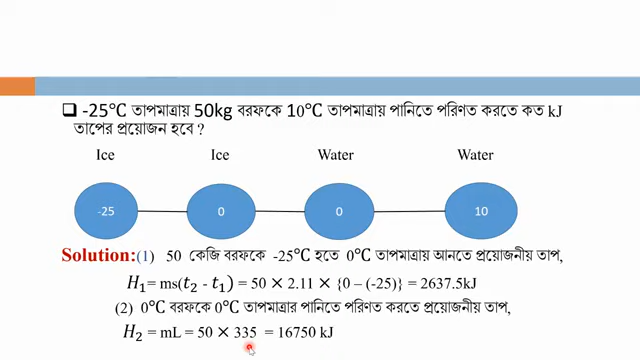 ❑ -25℃ তাপমাত্রায় 50kg বরফকে 10℃ তাপমাত্রায় পানিতে পরিণত করতে কত kJ
তাপের প্রয়োজন হবে ?
Ice Ice Water Water
-25 0 0 10
Solution:(1) 50 কেজি বরফকে -25℃ হতে 0℃ তাপমাত্রায় আনতে প্রয়োজনীয় তাপ,
H₁= ms(t₂ - t₁) = 50 × 2.11 × {0 – (-25)} = 2637.5kJ
(2) 0℃ বরফকে 0℃ তাপমাত্রার পানিতে পরিণত করতে প্রয়োজনীয় তাপ,
H₂ = mL = 50 × 335 = 16750 kJ